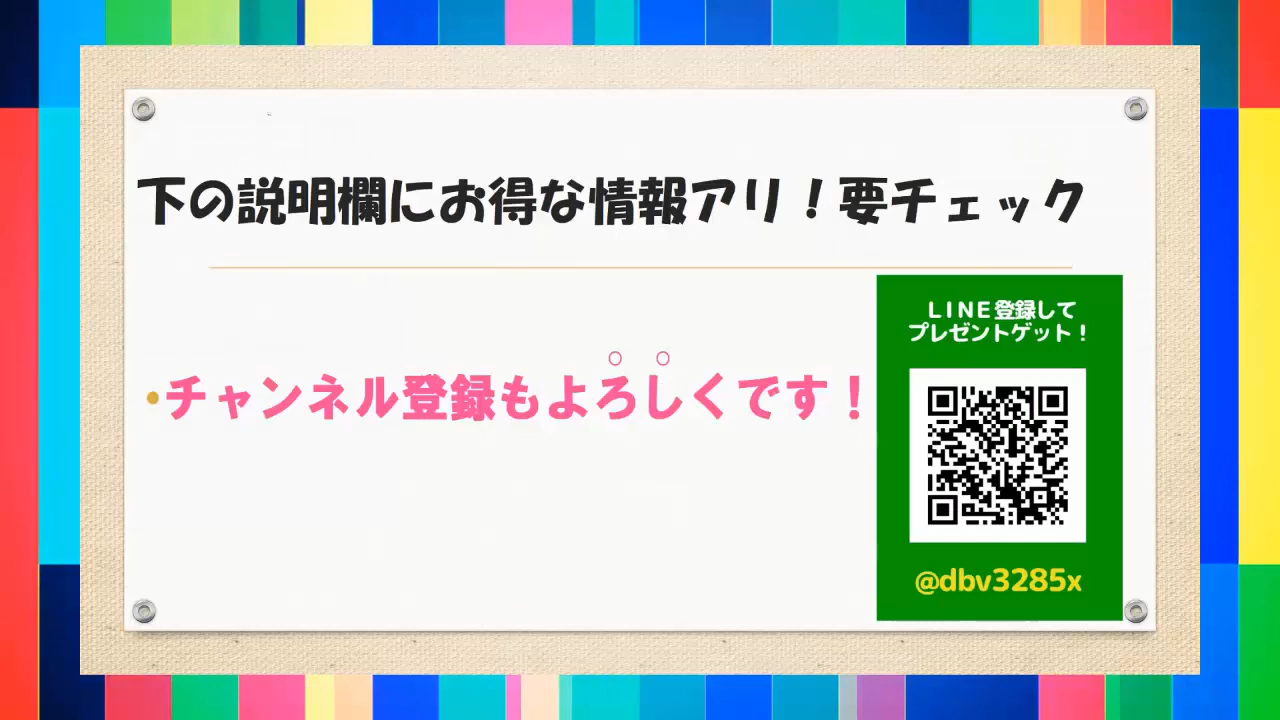 下の説明欄にお得な情報アリ！要チェック
•チャンネル登録もよろしくです！
LINE登録して
プレゼントゲット！
@dbv3285x